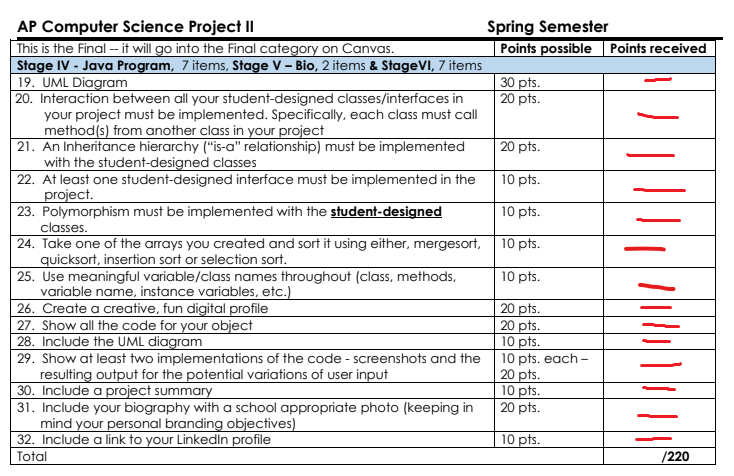 AP Computer Science Project II Spring Semester
This is the Final -- it will go into the Final category on Canvas. Points possible Points received
Stage IV - Java Program, 7 items, Stage V – Bio, 2 items & StageVI, 7 items
19. UML Diagram 30 pts.
20. Interaction between all your student-designed classes/interfaces in 20 pts.
your project must be implemented. Specifically, each class must call
method(s) from another class in your project
21. An Inheritance hierarchy ("is-a" relationship) must be implemented 20 pts.
with the student-designed classes
22. At least one student-designed interface must be implemented in the 10 pts.
project.
23. Polymorphism must be implemented with the student-designed 10 pts.
classes.
24. Take one of the arrays you created and sort it using either, mergesort, 10 pts.
quicksort, insertion sort or selection sort.
25. Use meaningful variable/class names throughout (class, methods, 10 pts.
variable name, instance variables, etc.)
26. Create a creative, fun digital profile 20 pts.
27. Show all the code for your object 20 pts.
28. Include the UML diagram 10 pts.
29. Show at least two implementations of the code - screenshots and the 10 pts. each –
resulting output for the potential variations of user input 20 pts.
30. Include a project summary 10 pts.
31. Include your biography with a school appropriate photo (keeping in 20 pts.
mind your personal branding objectives)
32. Include a link to your LinkedIn profile 10 pts.
Total /220